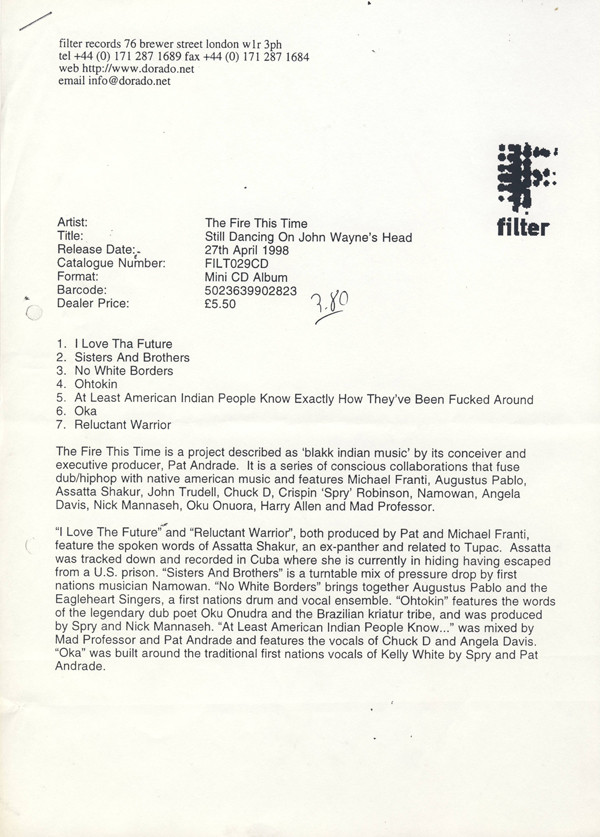 filter records 76 brewer street london w1r 3ph
tel +44 (0) 171 287 1689 fax +44 (0) 171 287 1684
web http://www.dorado.net
email info@dorado.net
filter
Artist: The Fire This Time
Title: Still Dancing On John Wayne's Head
Release Date: 27th April 1998
Catalogue Number: FILT029CD
Format: Mini CD Album
Barcode: 5023639902823
Dealer Price: £5.50 3.80
1. I Love Tha Future
2. Sisters And Brothers
3. No White Borders
4. Ohtokin
5. At Least American Indian People Know Exactly How They've Been Fucked Around
6. Oka
7. Reluctant Warrior
The Fire This Time is a project described as 'blakk indian music' by its conceiver and
executive producer, Pat Andrade. It is a series of conscious collaborations that fuse
dub/hiphop with native american music and features Michael Franti, Augustus Pablo,
Assatta Shakur, John Trudell, Chuck D, Crispin 'Spry' Robinson, Namowan, Angela
Davis, Nick Mannaseh, Oku Onuora, Harry Allen and Mad Professor.
"I Love The Future" and "Reluctant Warrior", both produced by Pat and Michael Franti,
feature the spoken words of Assatta Shakur, an ex-panther and related to Tupac. Assatta
was tracked down and recorded in Cuba where she is currently in hiding having escaped
from a U.S. prison. "Sisters And Brothers" is a turntable mix of pressure drop by first
nations musician Namowan. "No White Borders" brings together Augustus Pablo and the
Eagleheart Singers, a first nations drum and vocal ensemble. "Ohtokin" features the words
of the legendary dub poet Oku Onudra and the Brazilian kriatur tribe, and was produced
by Spry and Nick Mannaseh. "At Least American Indian People Know..." was mixed by
Mad Professor and Pat Andrade and features the vocals of Chuck D and Angela Davis.
"Oka" was built around the traditional first nations vocals of Kelly White by Spry and Pat
Andrade.